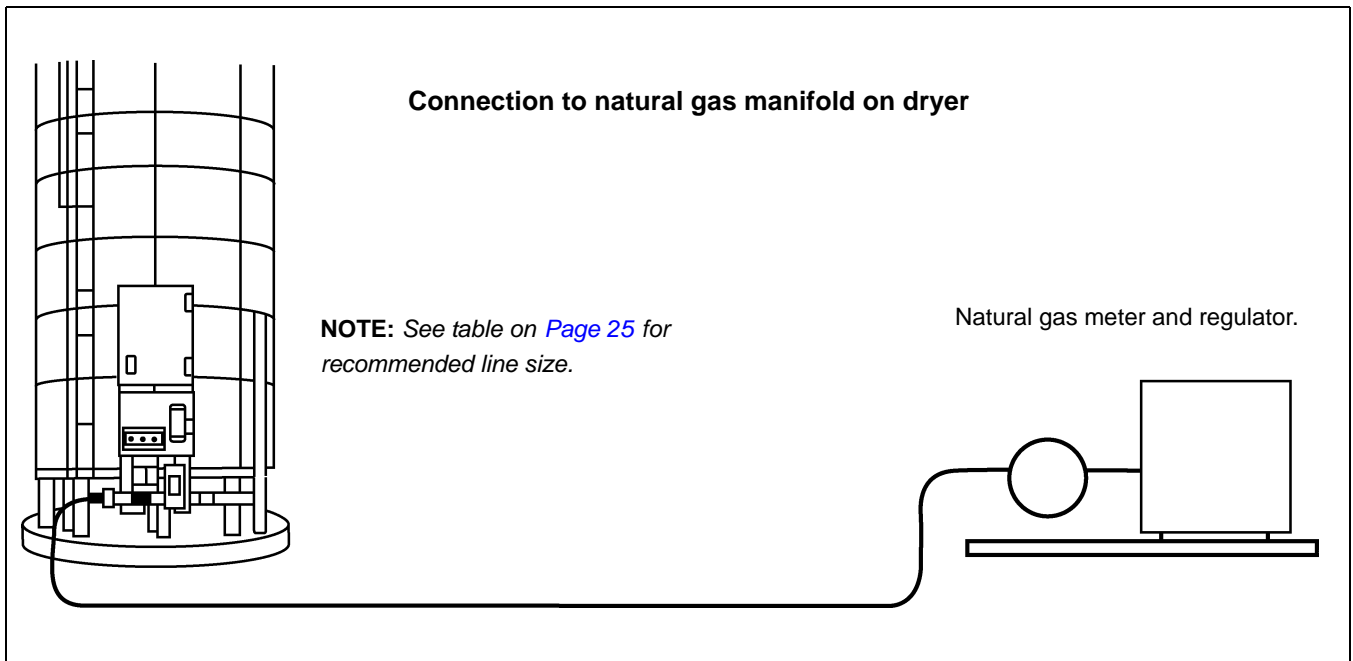 Connection to natural gas manifold on dryer
NOTE: See table on Page 25 for
recommended line size.
Natural gas meter and regulator.